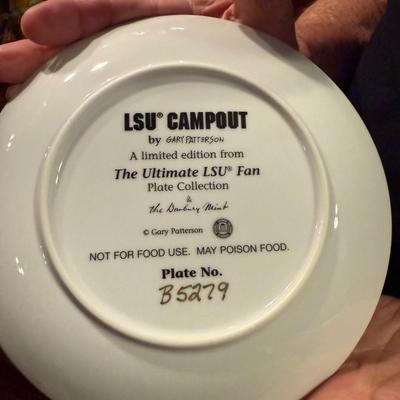 LSU® CAMPOUT
by GARY PATTERSON
A limited edition from
The Ultimate LSU® Fan
Plate Collection
&
the Danbury Mint
© Gary Patterson
NOT FOR FOOD USE. MAY POISON FOOD.
Plate No.
B5279